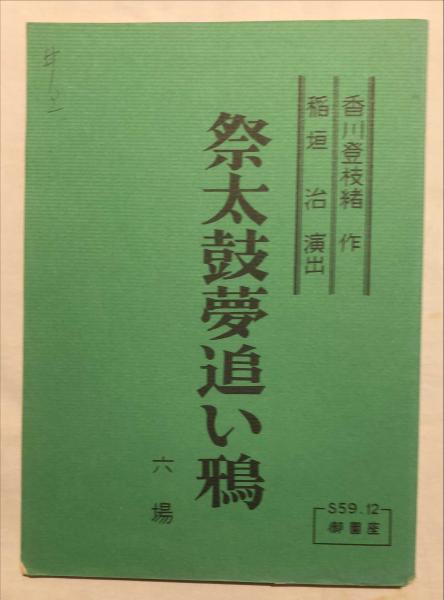 香川登枝緒 作
稲垣 治 演出
祭太鼓夢追い鴉
六場
S59.12
御園座